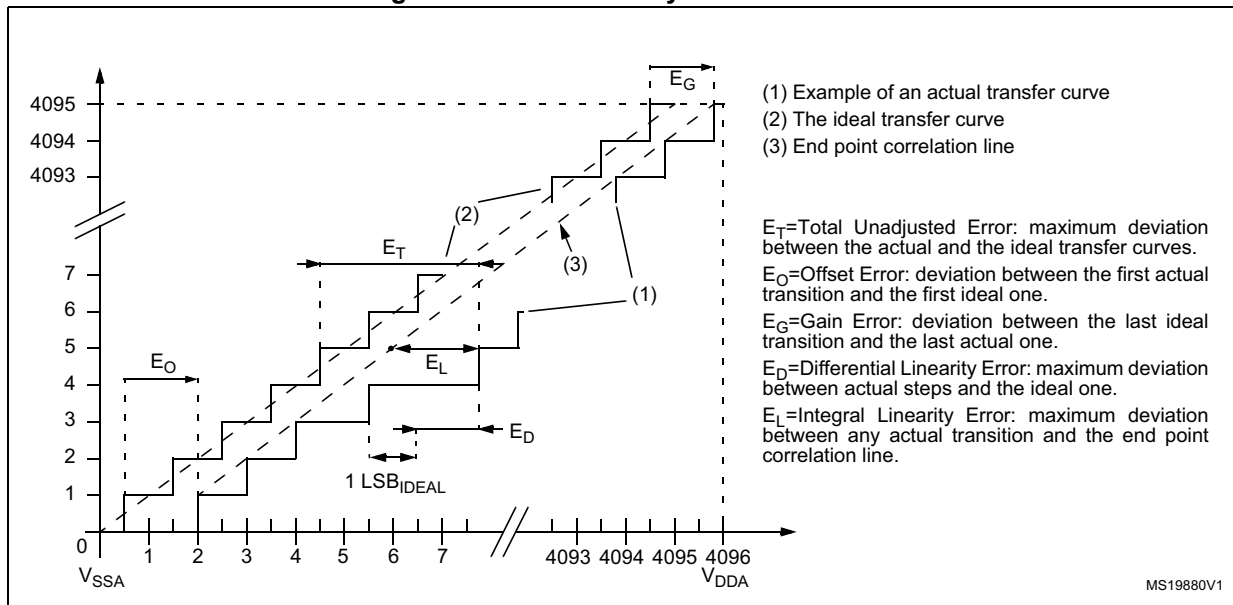 E_G
4095
4094
4093
(1) Example of an actual transfer curve
(2) The ideal transfer curve
(3) End point correlation line
(2)
E_T
(3)
(1)
7
6
5
4
3
2
1
0
E_O
E_L
E_D
1 LSB_IDEAL
E_T=Total Unadjusted Error: maximum deviation
between the actual and the ideal transfer curves.
E_O=Offset Error: deviation between the first actual
transition and the first ideal one.
E_G=Gain Error: deviation between the last ideal
transition and the last actual one.
E_D=Differential Linearity Error: maximum deviation
between actual steps and the ideal one.
E_L=Integral Linearity Error: maximum deviation
between any actual transition and the end point
correlation line.
1 2 3 4 5 6 7 4093 4094 4095 4096
V_SSA V_DDA
MS19880V1